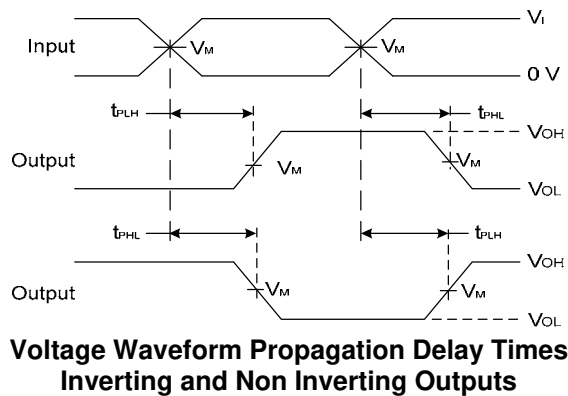 Vı
Input
VM
VM
0 V
tPLH
tPHL
VOH
Output
VM
VM
VOL
tPHL
tPLH
VOH
Output
VM
VM
VOL
Voltage Waveform Propagation Delay Times
Inverting and Non Inverting Outputs